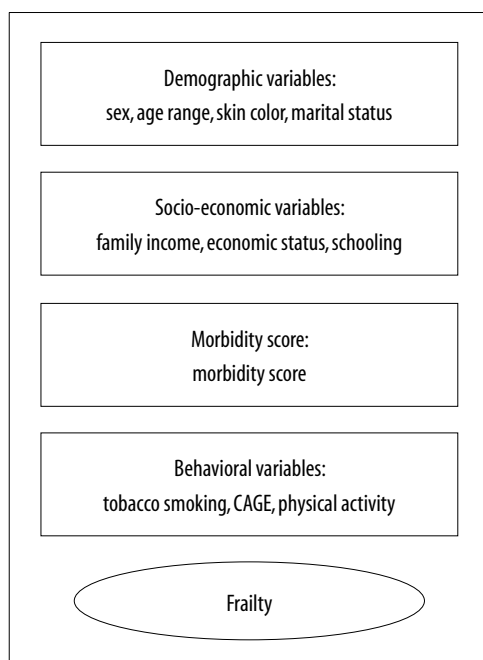 Demographic variables:
sex, age range, skin color, marital status
Socio-economic variables:
family income, economic status, schooling
Morbidity score:
morbidity score
Behavioral variables:
tobacco smoking, CAGE, physical activity
Frailty